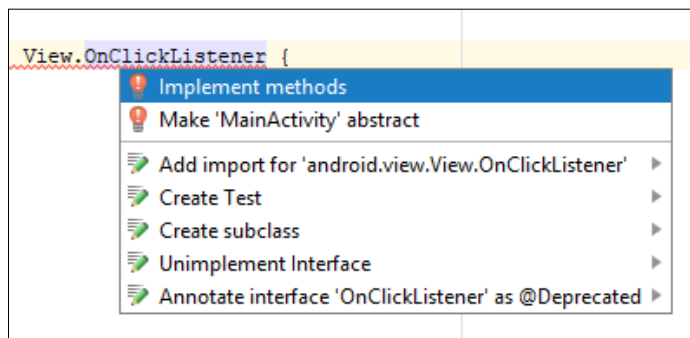 View.OnClickListener {
Implement methods
Make 'MainActivity' abstract
Add import for 'android.view.View.OnClickListener'
Create Test
Create subclass
Unimplement Interface
Annotate interface 'OnClickListener' as @Deprecated